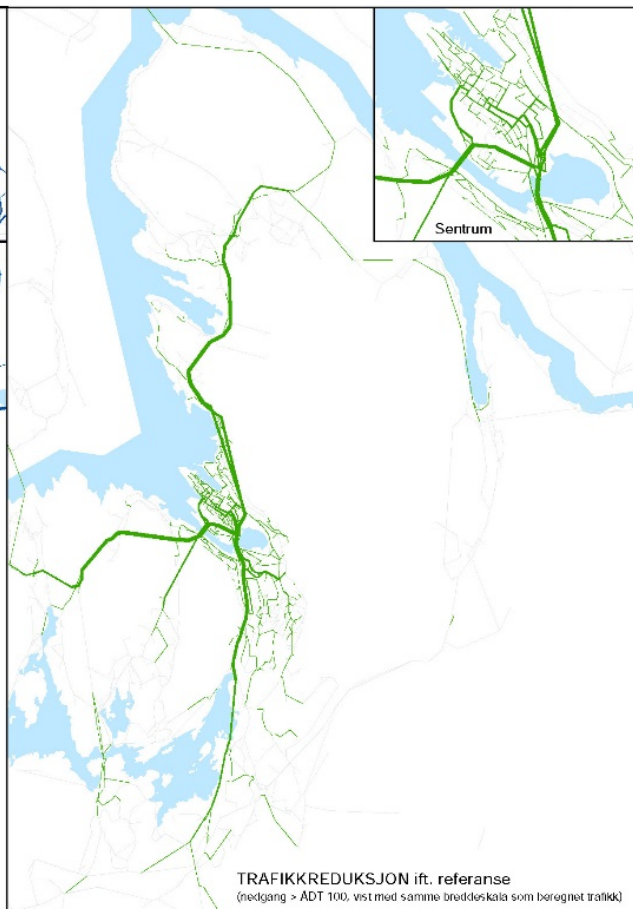 Sentrum
TRAFIKKREDUKSJON ift. referanse
(nedgang > ÅDT 100, vist med samme breddeskala som beregnet trafikk)